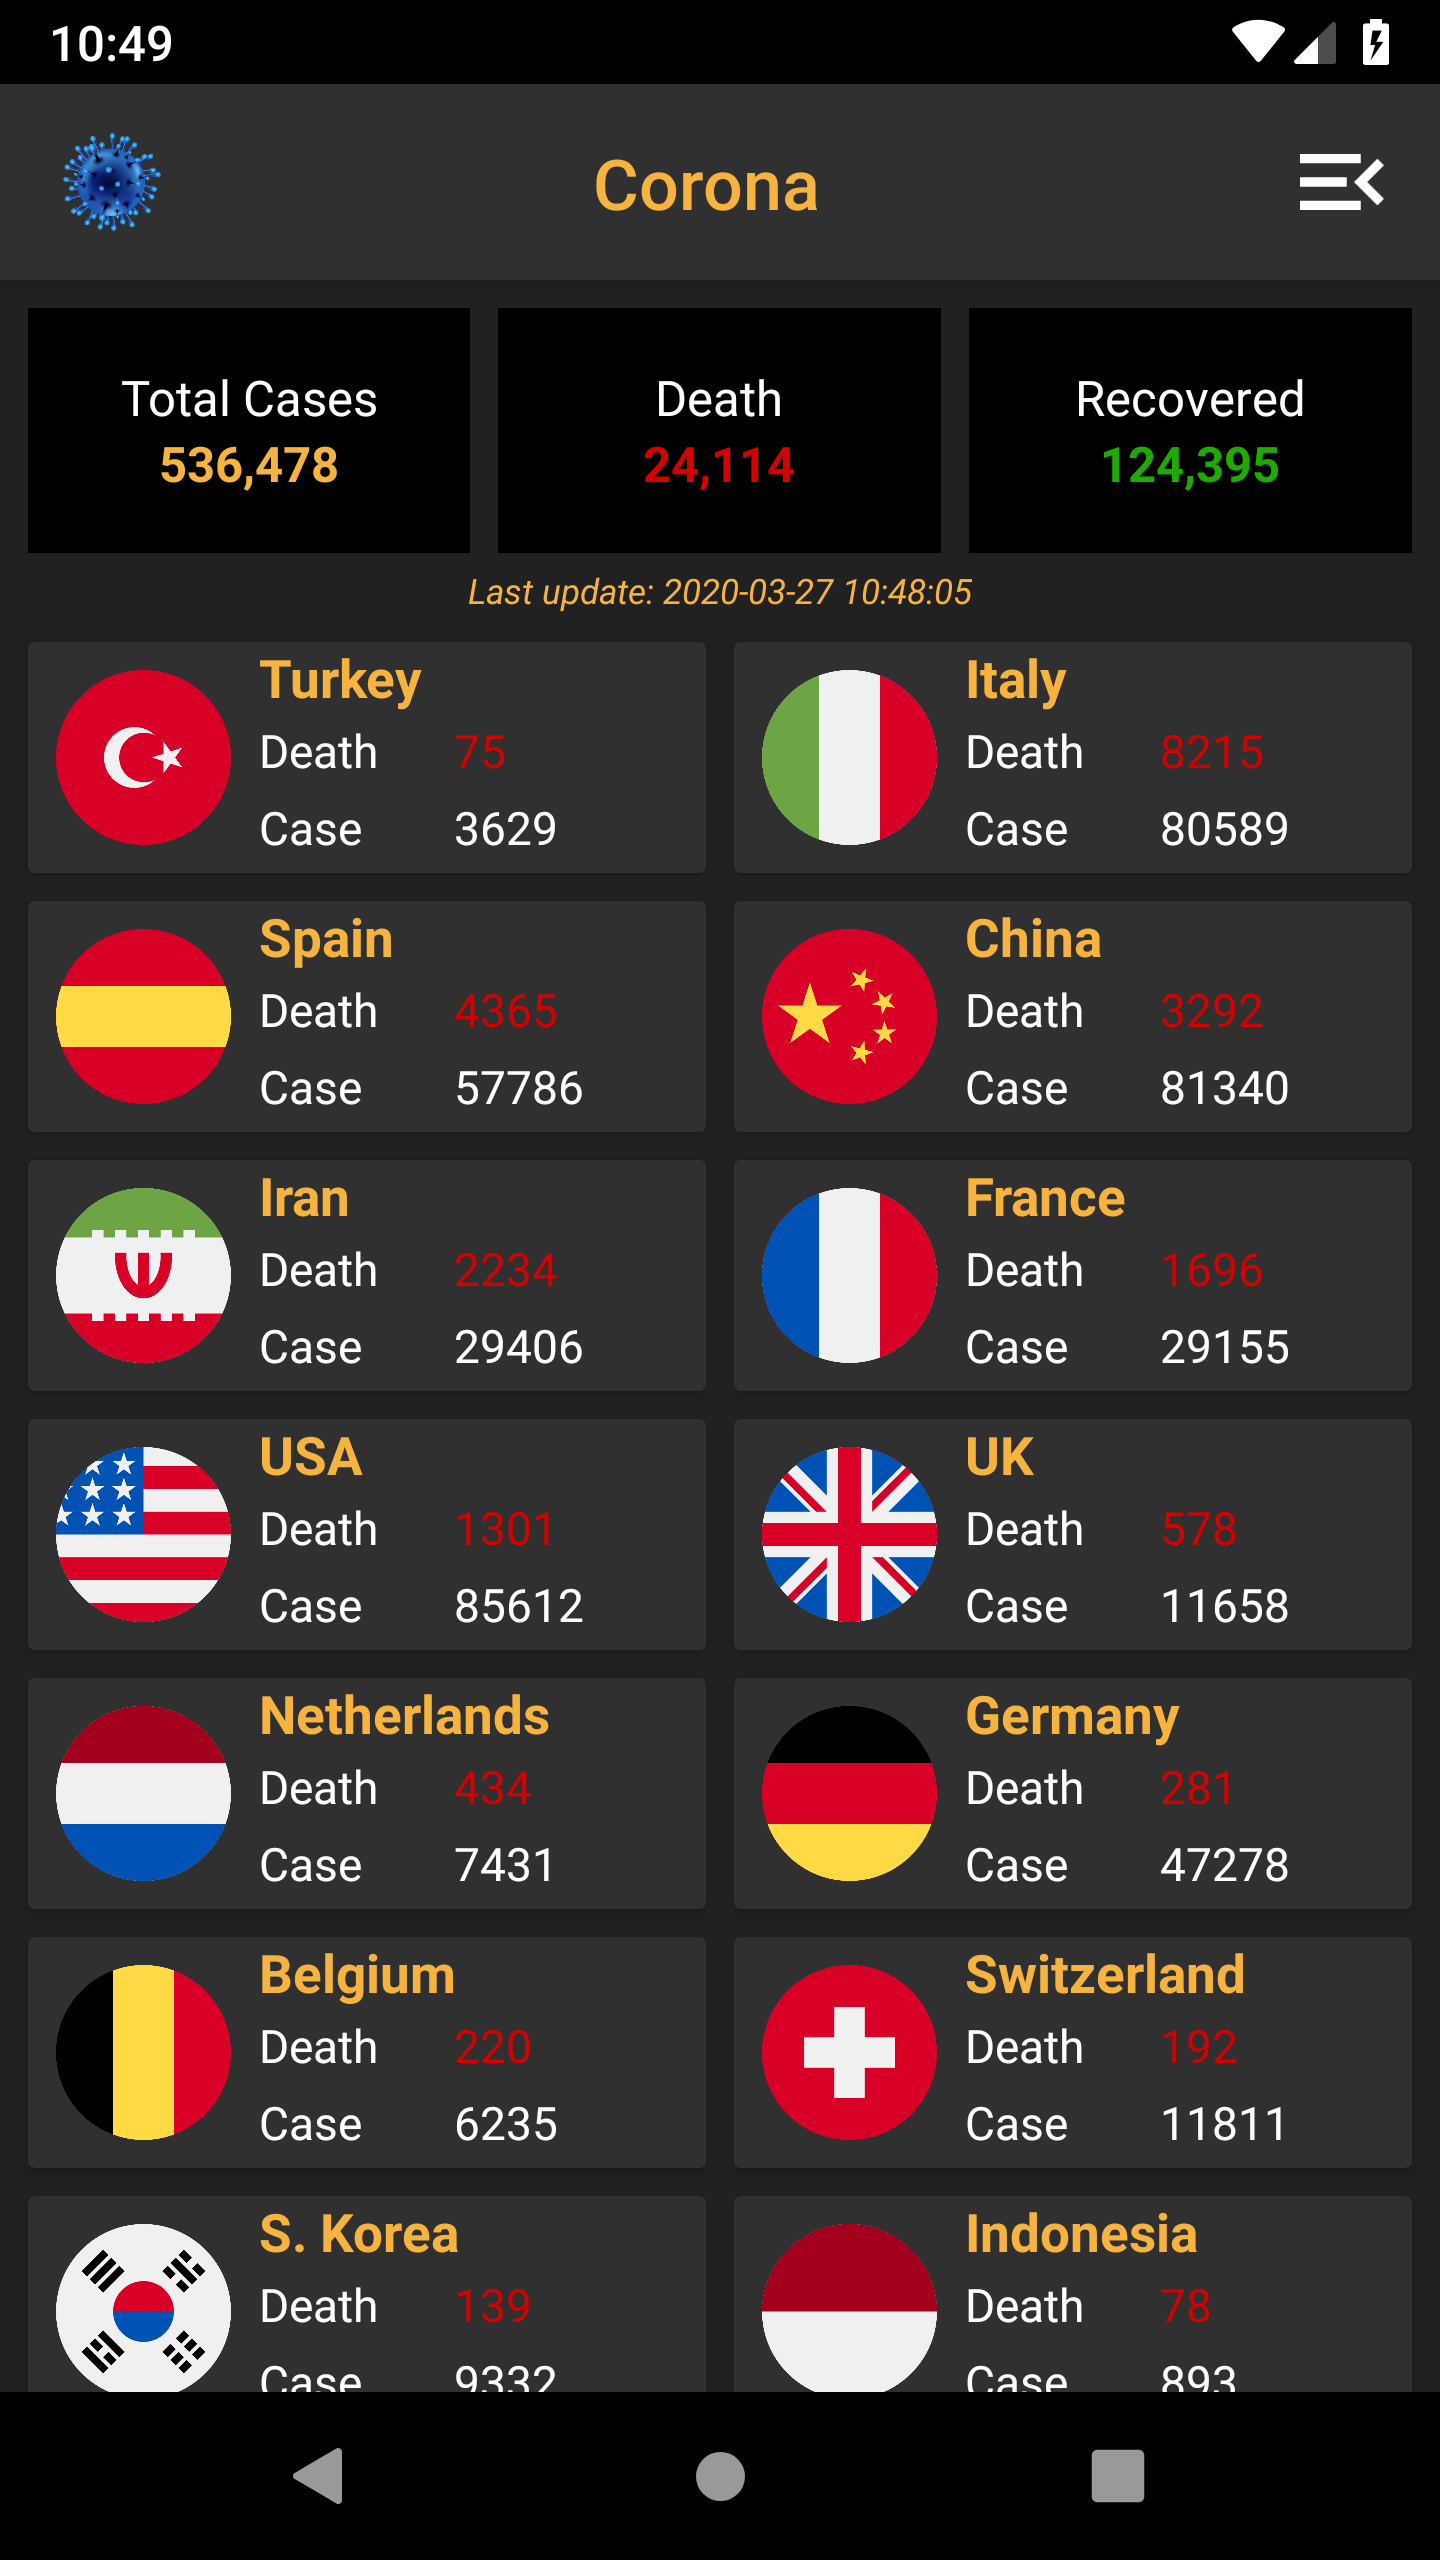 10:49
Corona
Total Cases
536,478
Death
24,114
Recovered
124,395
Last update: 2020-03-27 10:48:05
Turkey
Death 75
Case 3629
Italy
Death 8215
Case 80589
Spain
Death 4365
Case 57786
China
Death 3292
Case 81340
Iran
Death 2234
Case 29406
France
Death 1696
Case 29155
USA
Death 1301
Case 85612
UK
Death 578
Case 11658
Netherlands
Death 434
Case 7431
Germany
Death 281
Case 47278
Belgium
Death 220
Case 6235
Switzerland
Death 192
Case 11811
S. Korea
Death 139
Case 9332
Indonesia
Death 78
Case 893